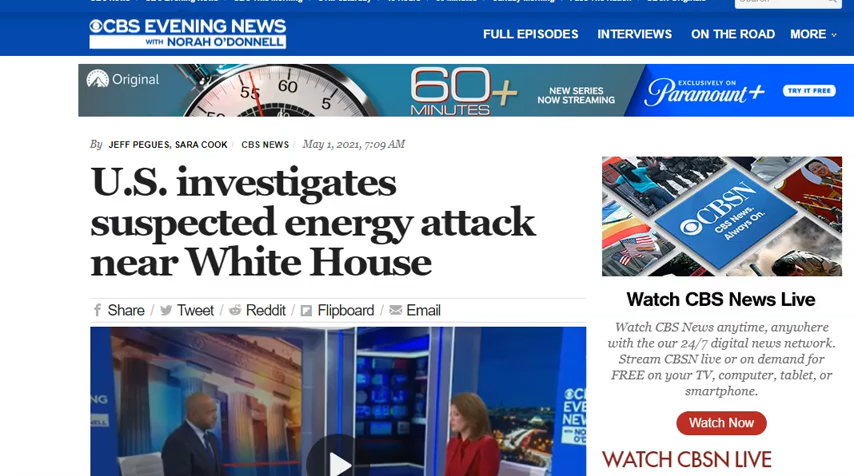 CBS EVENING NEWS
WITH NORAH O'DONNELL
FULL EPISODES
INTERVIEWS
ON THE ROAD
MORE
Original
55
60
5
60+
MINUTES
NEW SERIES
NOW STREAMING
EXCLUSIVELY ON
Paramount+
TRY IT FREE
By JEFF PEGUES, SARA COOK / CBS NEWS / May 1, 2021, 7:09 AM
U.S. investigates
suspected energy attack
near White House
Share / Tweet / Reddit / Flipboard / Email
CBSN
CBS News.
Always On.
Watch CBS News Live
Watch CBS News anytime, anywhere
with the our 24/7 digital news network.
Stream CBSN live or on demand for
FREE on your TV, computer, tablet, or
smartphone.
Watch Now
WATCH CBSN LIVE